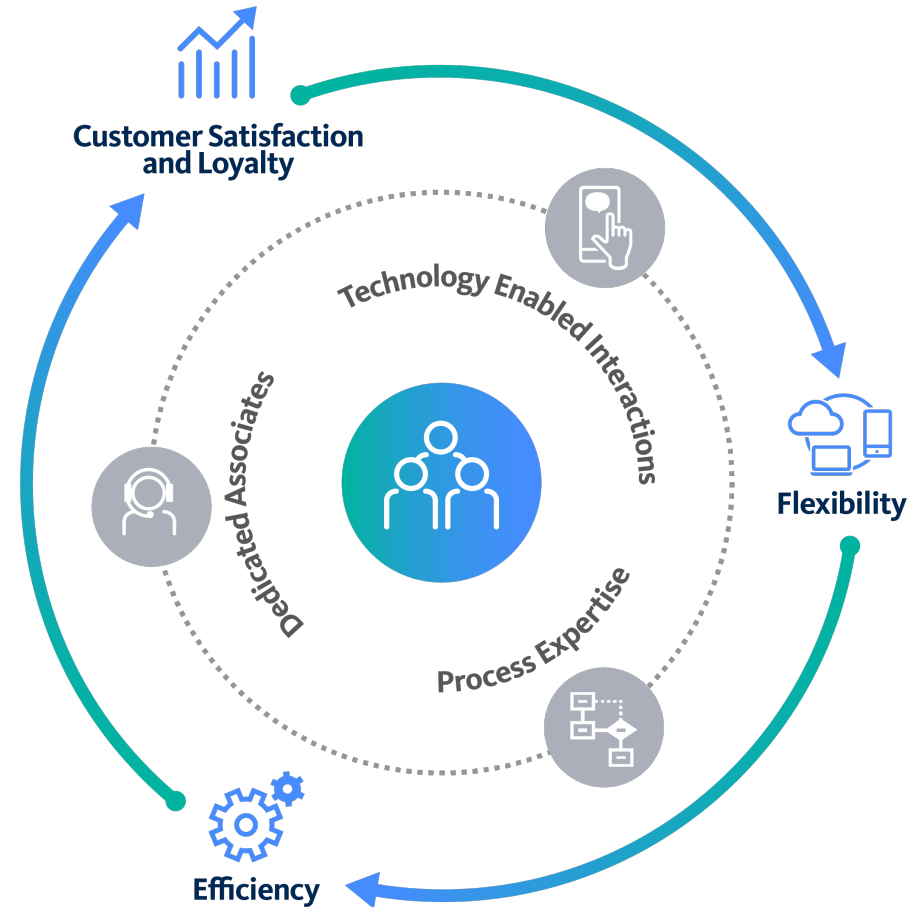 Customer Satisfaction
and Loyalty
Technology Enabled Interactions
Dedicated Associates
Flexibility
Process Expertise
Efficiency